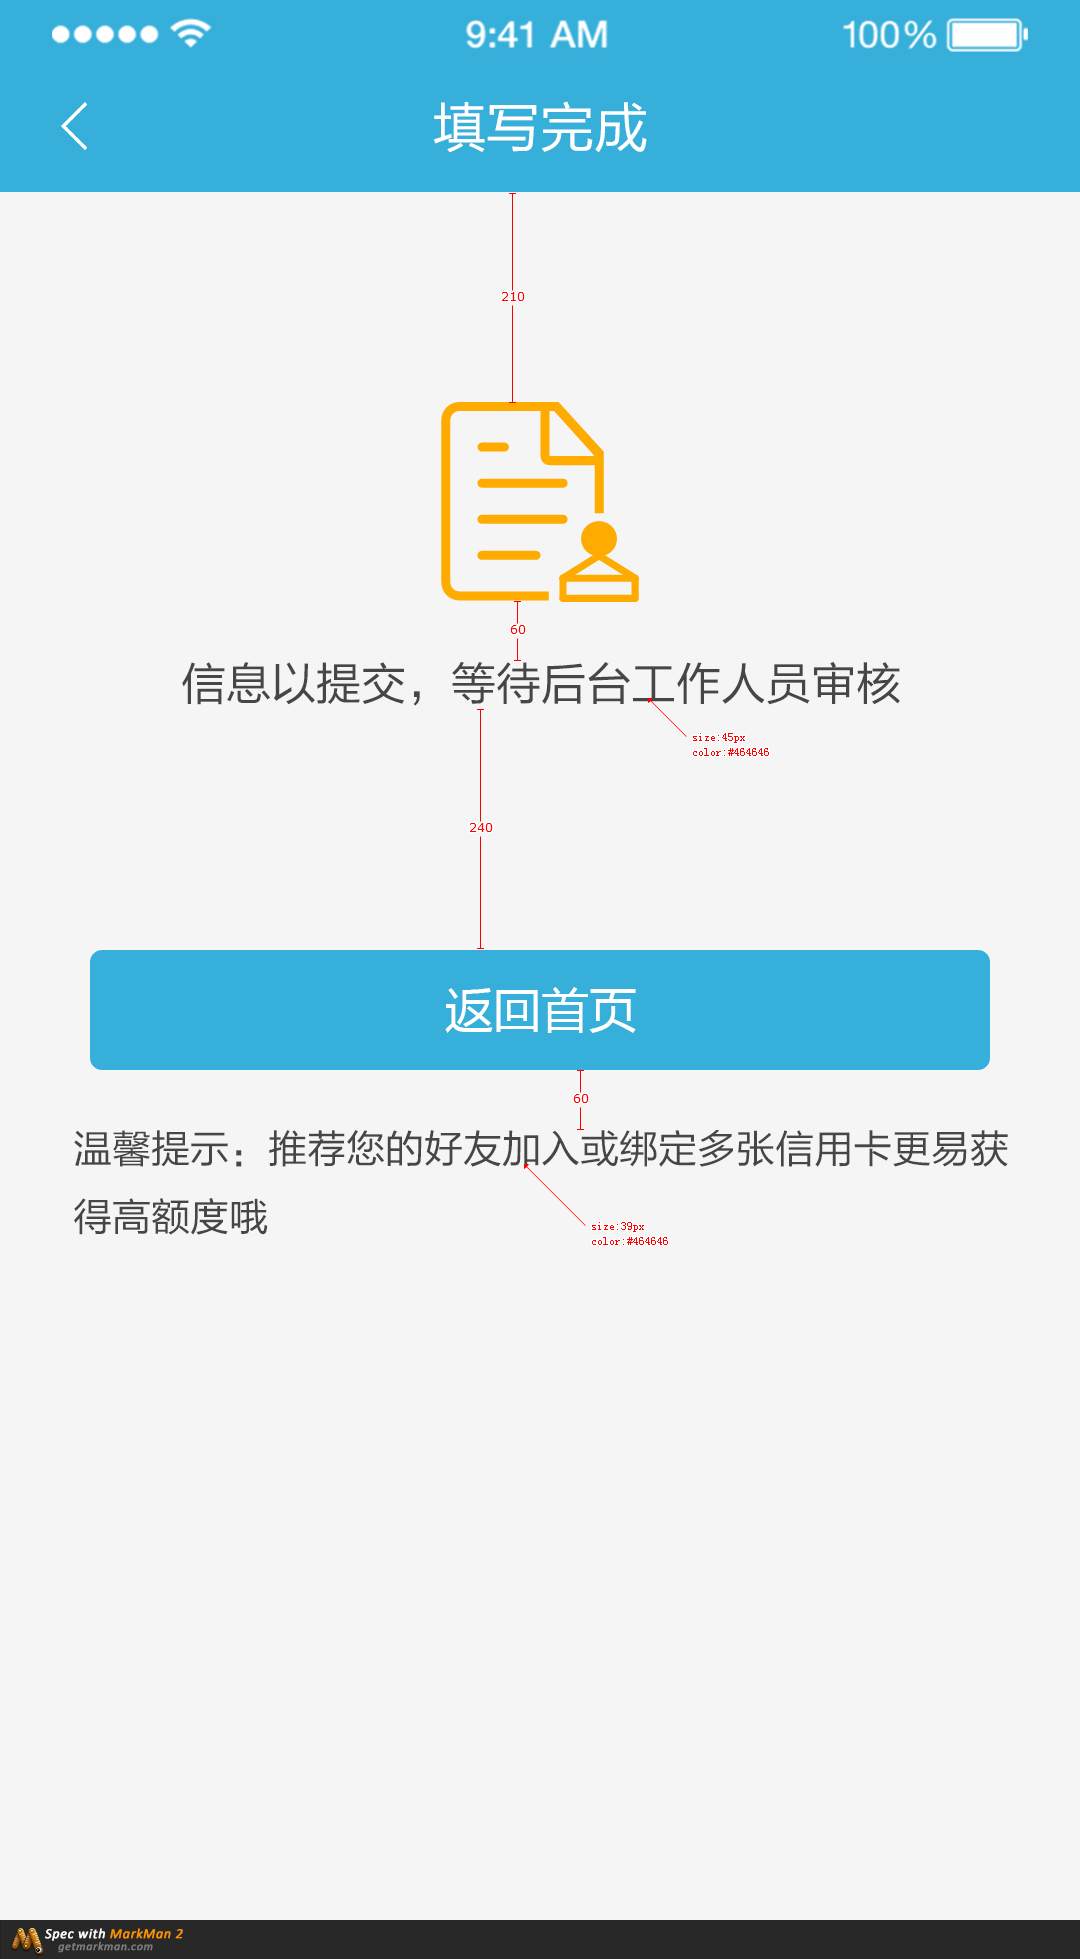 9:41 AM
100%
填写完成
210
60
信息以提交，等待后台工作人员审核
size:45px
color:#464646
240
返回首页
60
温馨提示：推荐您的好友加入或绑定多张信用卡更易获
得高额度哦
size:39px
color:#464646
Spec with MarkMan 2
getmarkman.com